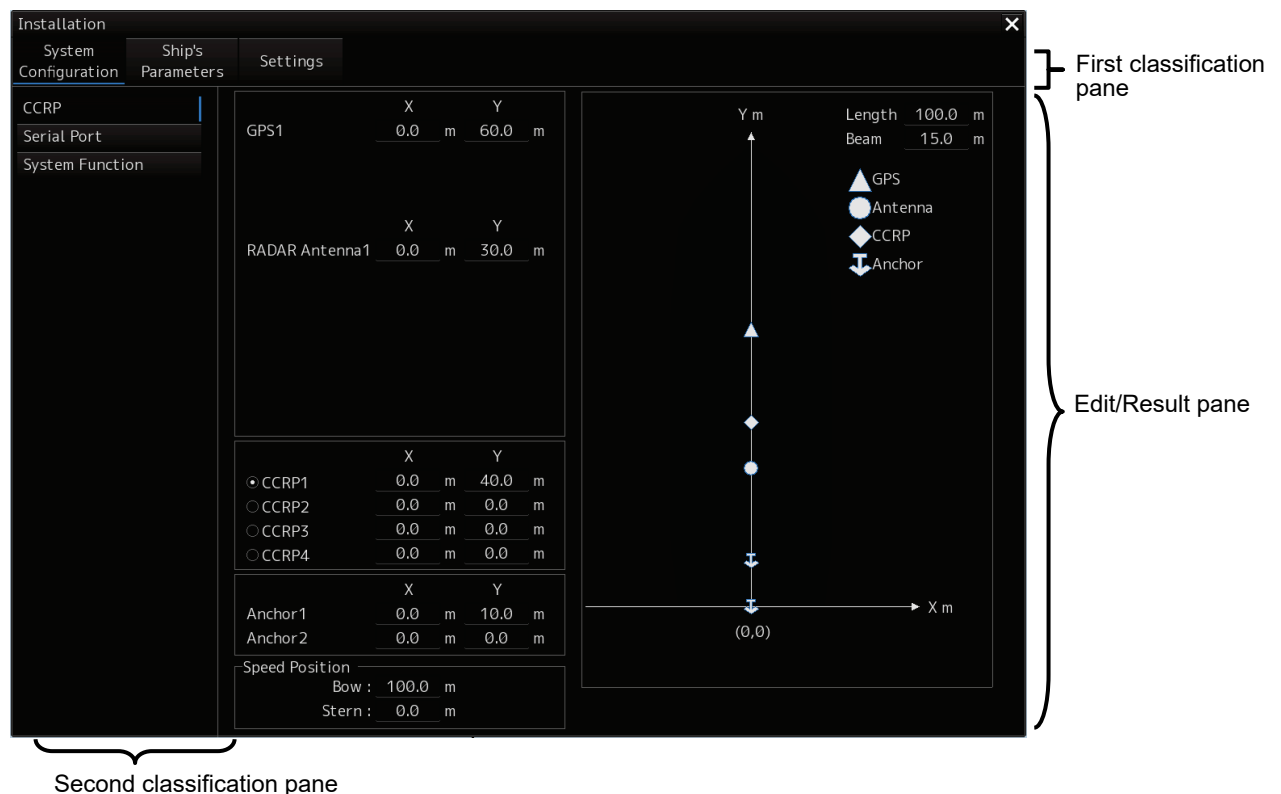 Installation
System Configuration
Ship's Parameters
Settings
First classification pane
CCRP
Serial Port
System Function
X Y
GPS1 0.0 m 60.0 m
X Y
RADAR Antenna1 0.0 m 30.0 m
X Y
CCRP1 0.0 m 40.0 m
CCRP2 0.0 m 0.0 m
CCRP3 0.0 m 0.0 m
CCRP4 0.0 m 0.0 m
X Y
Anchor1 0.0 m 10.0 m
Anchor2 0.0 m 0.0 m
Speed Position
Bow : 100.0 m
Stern : 0.0 m
Y m
Length 100.0 m
Beam 15.0 m
GPS
Antenna
CCRP
Anchor
X m
(0,0)
Edit/Result pane
Second classification pane